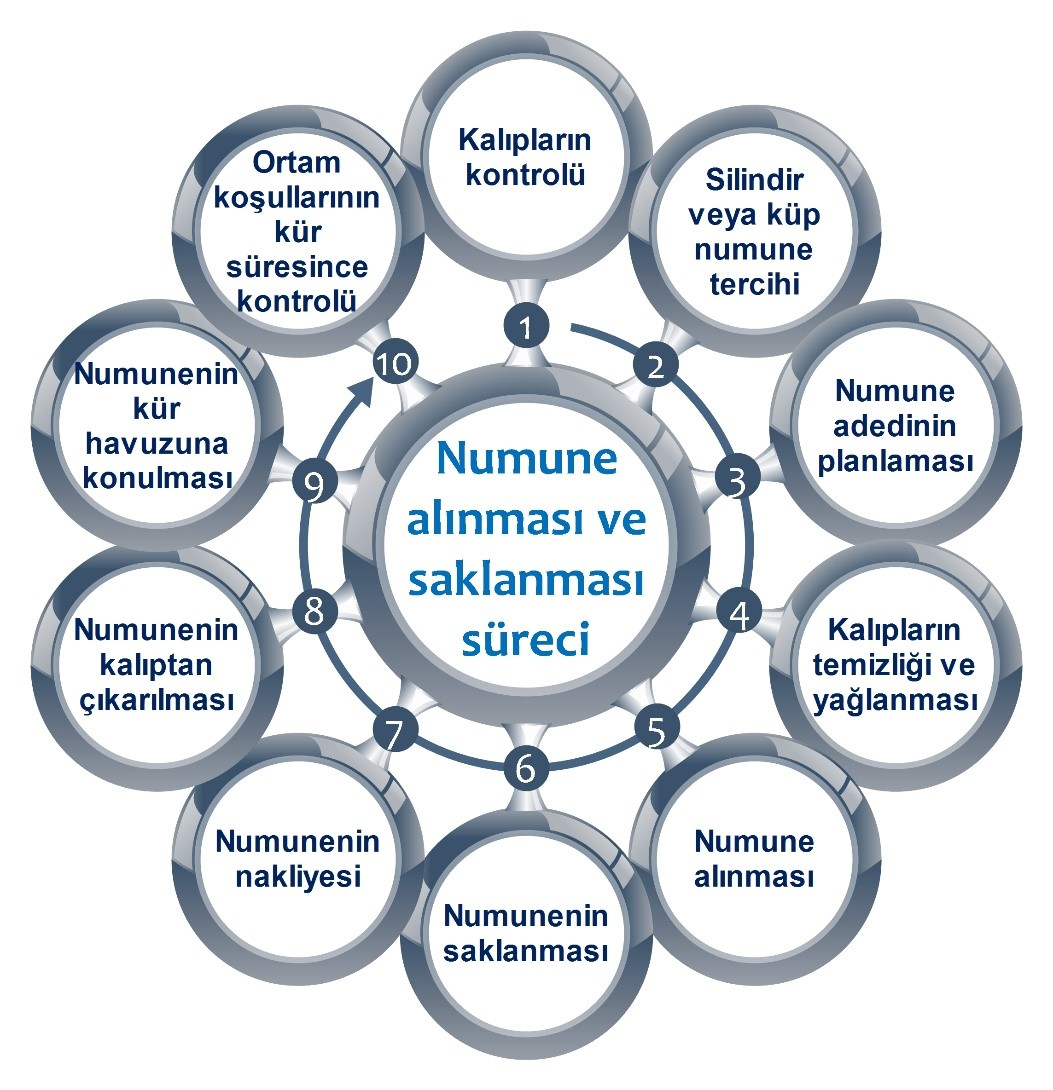 Kalıpların
kontrolü
1
Silindir
veya küp
numune
tercihi
2
Numune
adedinin
planlaması
3
Kalıpların
temizliği ve
yağlanması
4
Numune
alınması
5
Numunenin
saklanması
6
Numunenin
nakliyesi
7
Numunenin
kalıptan
çıkarılması
8
Numunenin
kür
havuzuna
konulması
9
Ortam
koşullarının
kür
süresince
kontrolü
10
Numune
alınması ve
saklanması
süreci